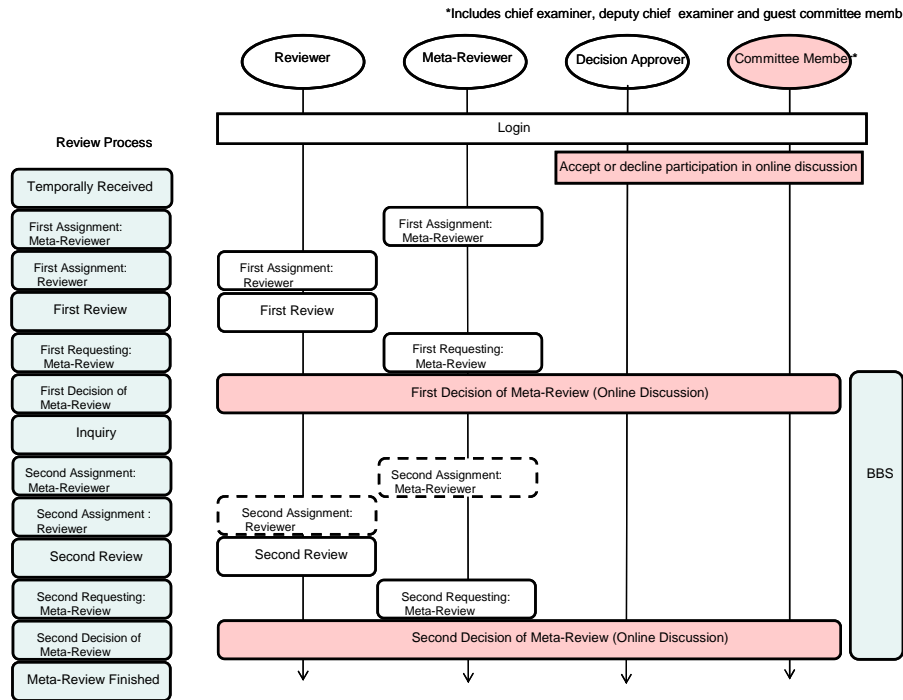 *Includes chief examiner, deputy chief examiner and guest committee memb
Reviewer
Meta-Reviewer
Decision Approver
Committee Member*
Login
Review Process
Accept or decline participation in online discussion
Temporally Received
First Assignment:
Meta-Reviewer
First Assignment:
Meta-Reviewer
First Assignment:
Reviewer
First Assignment:
Reviewer
First Review
First Review
First Requesting:
Meta-Review
First Requesting:
Meta-Review
First Decision of
Meta-Review
First Decision of Meta-Review (Online Discussion)
Inquiry
Second Assignment:
Meta-Reviewer
Second Assignment:
Meta-Reviewer
BBS
Second Assignment :
Reviewer
Second Assignment:
Reviewer
Second Review
Second Review
Second Requesting:
Meta-Review
Second Requesting:
Meta-Review
Second Decision of
Meta-Review
Second Decision of Meta-Review (Online Discussion)
Meta-Review Finished